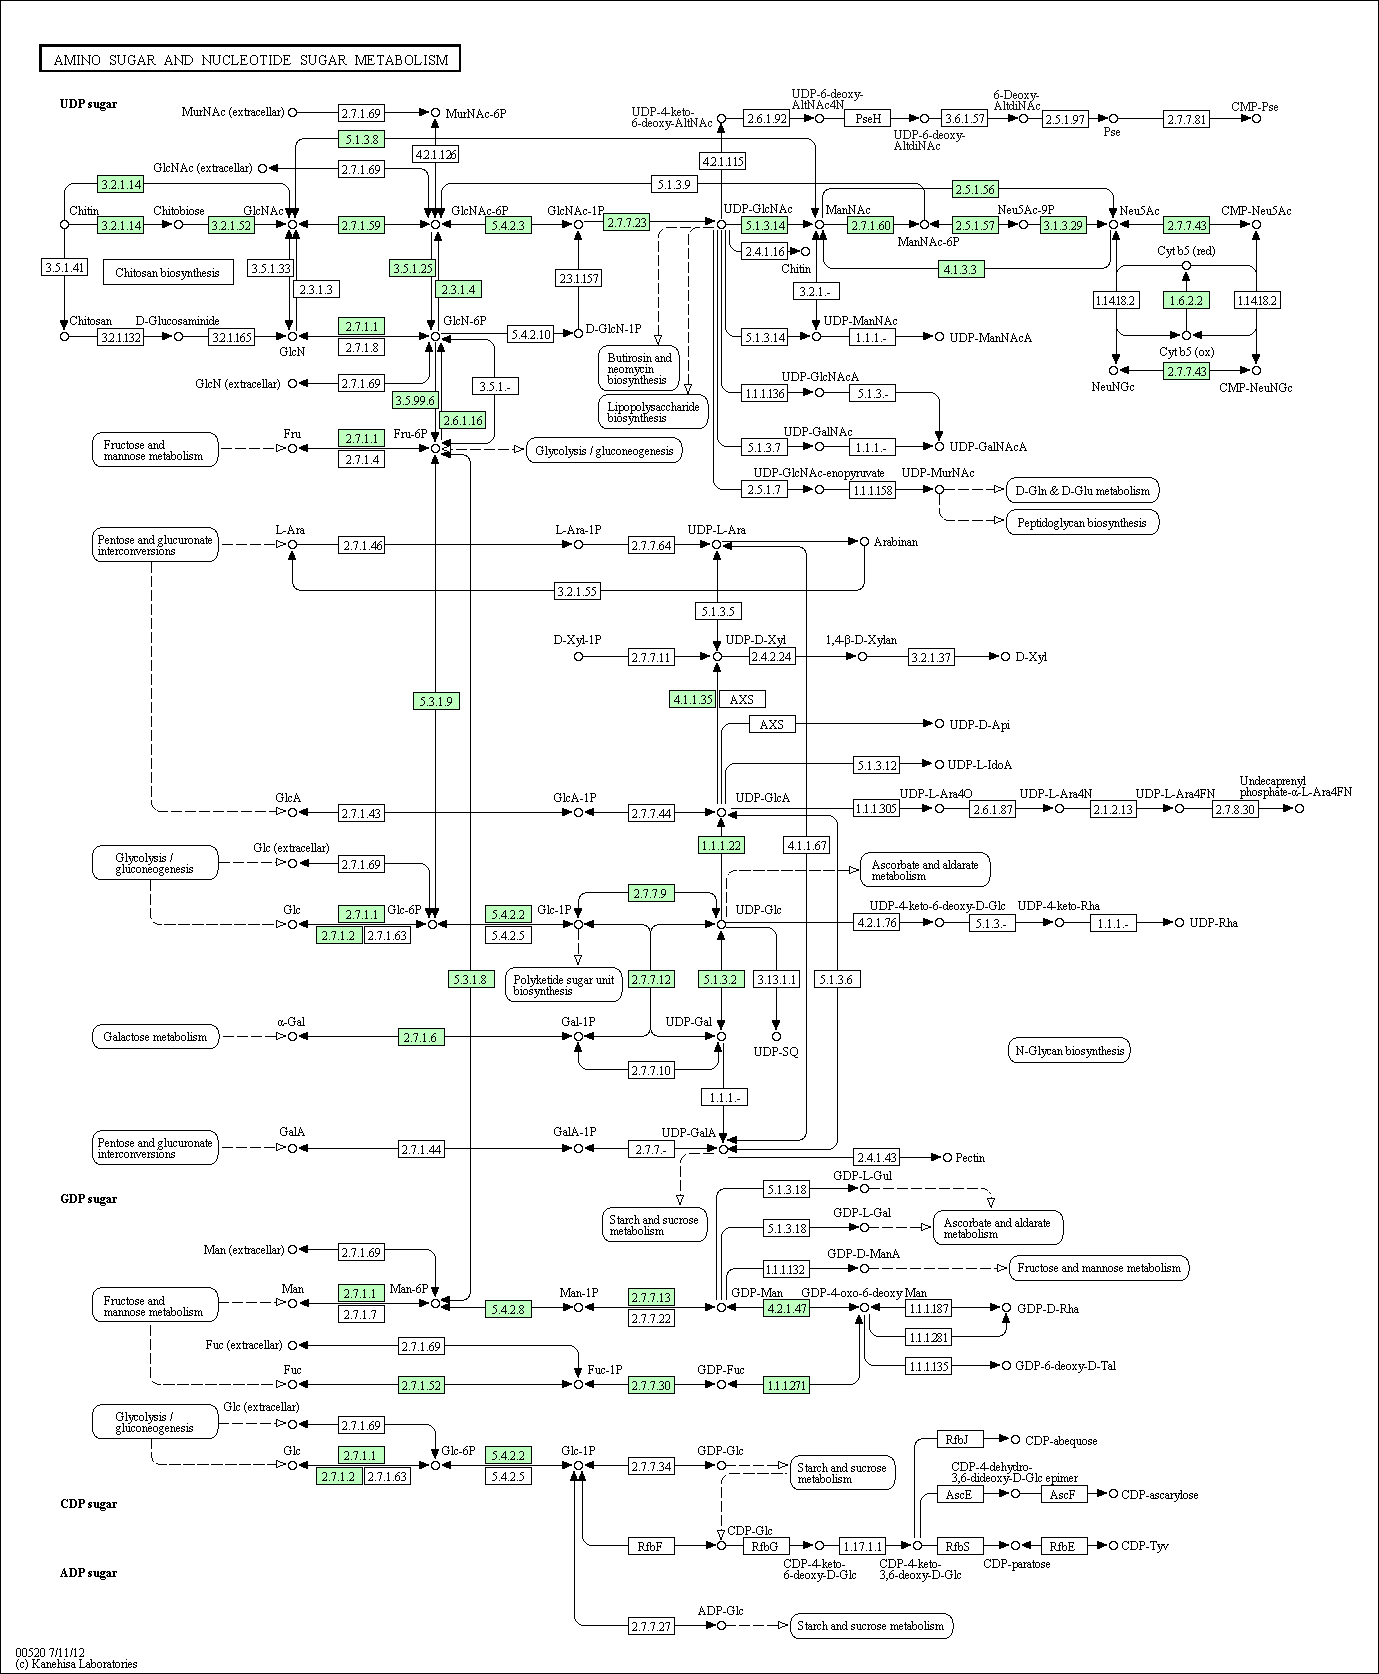 AMINO SUGAR AND NUCLEOTIDE SUGAR METABOLISM
UDP sugar
MurNAc (extracellar)
2.7.1.69
MurNAc-6P
UDP-4-keto-
6-deoxy-AltNAc
UDP-6-deoxy-
AltNAc4N
2.6.1.92
PseH
UDP-6-deoxy-
AltdiNAc
3.6.1.57
6-Deoxy-
AltdiNAc
2.5.1.97
Pse
2.7.7.81
CMP-Pse
5.1.3.8
4.2.1.126
4.2.1.115
GlcNAc (extracellar)
2.7.1.69
3.2.1.14
5.1.3.9
2.5.1.56
Chitin
3.2.1.14
Chitobiose
3.2.1.52
GlcNAc
2.7.1.59
GlcNAc-6P
5.4.2.3
GlcNAc-1P
2.7.7.23
UDP-GlcNAc
5.1.3.14
ManNAc
2.7.1.60
ManNAc-6P
2.5.1.57
Neu5Ac-9P
3.1.3.29
Neu5Ac
2.7.7.43
CMP-Neu5Ac
2.4.1.16
Chitin
Cyt b5 (red)
3.5.1.41
Chitosan biosynthesis
3.5.1.33
2.3.1.3
3.5.1.25
2.3.1.4
2.3.1.157
3.2.1.-
4.1.3.3
1.14.18.2
1.6.2.2
1.14.18.2
Chitosan
3.2.1.132
D-Glucosaminide
3.2.1.165
GlcN
2.7.1.1
2.7.1.8
GlcN-6P
5.4.2.10
D-GlcN-1P
5.1.3.14
UDP-ManNAc
1.1.1.-
UDP-ManNAcA
Cyt b5 (ox)
Butirosin and
neomycin
biosynthesis
GlcN (extracellar)
2.7.1.69
3.5.1.-
UDP-GlcNAcA
NeuNGc
2.7.7.43
CMP-NeuNGc
3.5.99.6
2.6.1.16
Lipopolysaccharide
biosynthesis
1.1.1.136
5.1.3.-
Fructose and
mannose metabolism
Fru
2.7.1.1
2.7.1.4
Fru-6P
Glycolysis / gluconeogenesis
UDP-GalNAc
5.1.3.7
1.1.1.-
UDP-GalNAcA
UDP-GlcNAc-enopyruvate
2.5.1.7
1.1.1.158
UDP-MurNAc
D-Gln & D-Glu metabolism
Peptidoglycan biosynthesis
Pentose and glucuronate
interconversions
L-Ara
2.7.1.46
L-Ara-1P
2.7.7.64
UDP-L-Ara
Arabinan
3.2.1.55
5.1.3.5
D-Xyl-1P
2.7.7.11
UDP-D-Xyl
2.4.2.24
1,4-β-D-Xylan
3.2.1.37
D-Xyl
5.3.1.9
4.1.1.35
AXS
AXS
UDP-D-Api
5.1.3.12
UDP-L-IdoA
GlcA
2.7.1.43
GlcA-1P
2.7.7.44
UDP-GlcA
1.1.1.305
UDP-L-Ara4O
2.6.1.87
UDP-L-Ara4N
2.1.2.13
UDP-L-Ara4FN
2.7.8.30
Undecaprenyl
phosphate-α-L-Ara4FN
Glycolysis /
gluconeogenesis
Glc (extracellar)
2.7.1.69
1.1.1.22
4.1.1.67
Ascorbate and aldarate
metabolism
Glc
2.7.1.1
2.7.1.2
2.7.1.63
Glc-6P
5.4.2.2
5.4.2.5
Glc-1P
2.7.7.9
UDP-Glc
4.2.1.76
UDP-4-keto-6-deoxy-D-Glc
5.1.3.-
UDP-4-keto-Rha
1.1.1.-
UDP-Rha
5.3.1.8
Polyketide sugar unit
biosynthesis
2.7.7.12
5.1.3.2
3.13.1.1
5.1.3.6
Galactose metabolism
α-Gal
2.7.1.6
Gal-1P
UDP-Gal
UDP-SQ
N-Glycan biosynthesis
2.7.7.10
1.1.1.-
Pentose and glucuronate
interconversions
GalA
2.7.1.44
GalA-1P
2.7.7.-
UDP-GalA
2.4.1.43
Pectin
GDP sugar
Starch and sucrose
metabolism
5.1.3.18
GDP-L-Gul
5.1.3.18
GDP-L-Gal
Ascorbate and aldarate
metabolism
Man (extracellar)
2.7.1.69
1.1.1.132
GDP-D-ManA
Fructose and mannose metabolism
Fructose and
mannose metabolism
Man
2.7.1.1
2.7.1.7
Man-6P
5.4.2.8
Man-1P
2.7.7.13
2.7.7.22
GDP-Man
4.2.1.47
GDP-4-oxo-6-deoxy Man
1.1.1.187
GDP-D-Rha
1.1.1.281
Fuc (extracellar)
2.7.1.69
1.1.1.135
GDP-6-deoxy-D-Tal
Fuc
2.7.1.52
Fuc-1P
2.7.7.30
GDP-Fuc
1.1.1.271
Glycolysis /
gluconeogenesis
Glc (extracellar)
2.7.1.69
Glc
2.7.1.1
2.7.1.2
2.7.1.63
Glc-6P
5.4.2.2
5.4.2.5
Glc-1P
2.7.7.34
GDP-Glc
Starch and sucrose
metabolism
RfbJ
CDP-abequose
CDP-4-dehydro-
3,6-dideoxy-D-Glc epimer
AscE
AscF
CDP-ascarylose
CDP sugar
RfbF
CDP-Glc
RfbG
CDP-4-keto-
6-deoxy-D-Glc
1.17.1.1
CDP-4-keto-
3,6-deoxy-D-Glc
RfbS
CDP-paratose
RfbE
CDP-Tyv
ADP sugar
2.7.7.27
ADP-Glc
Starch and sucrose metabolism
00520 7/11/12
(c) Kanehisa Laboratories